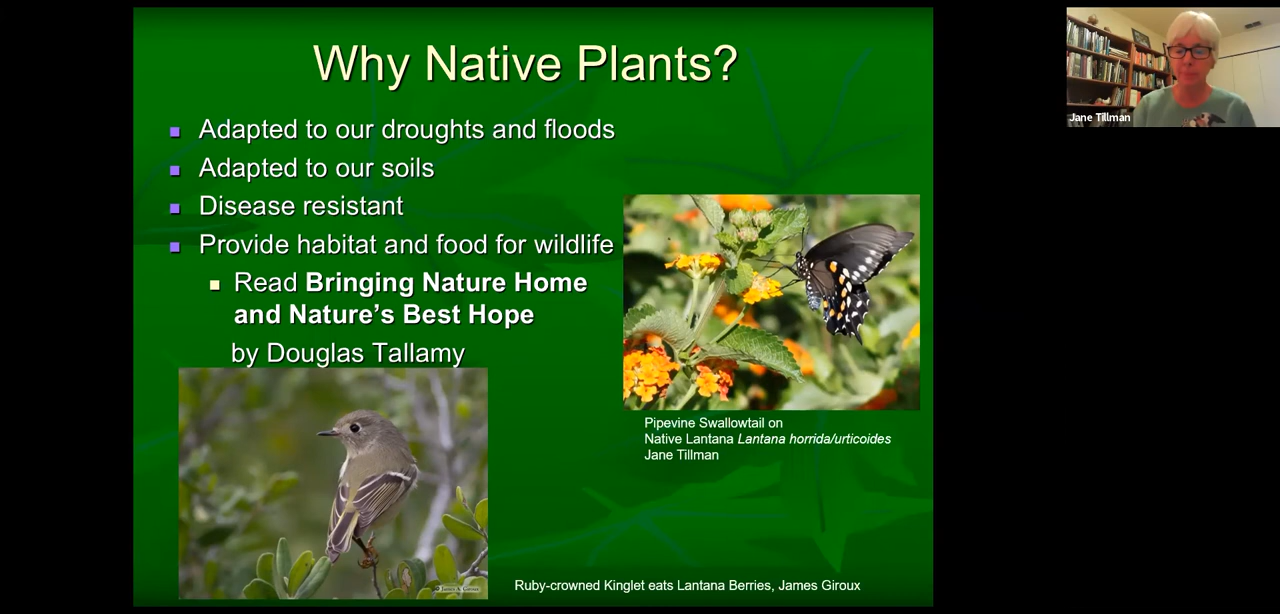 Why Native Plants?
Adapted to our droughts and floods
Adapted to our soils
Disease resistant
Provide habitat and food for wildlife
Read Bringing Nature Home
and Nature's Best Hope
by Douglas Tallamy
Pipevine Swallowtail on
Native Lantana Lantana horrida/urticoides
Jane Tillman
Ruby-crowned Kinglet eats Lantana Berries, James Giroux
© James A. Giroux
Jane Tillman